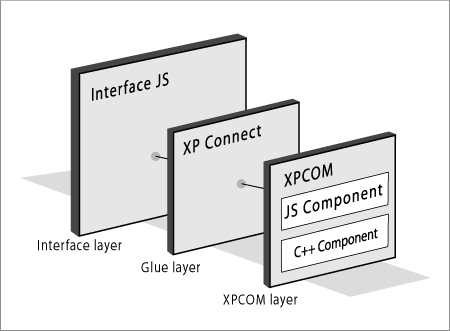 Interface JS
XP Connect
XPCOM
JS Component
C++ Component
Interface layer
Glue layer
XPCOM layer